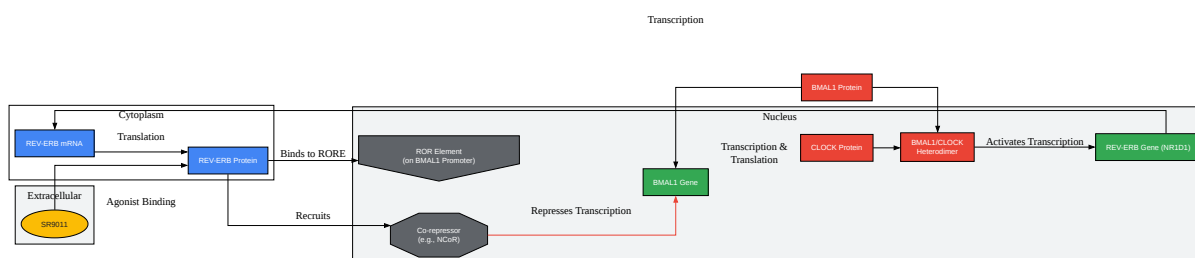 Transcription
BMAL1 Protein
Cytoplasm
Nucleus
REV-ERB mRNA
Translation
REV-ERB Protein
Binds to RORE
ROR Element
(on BMAL1 Promoter)
Transcription &
Translation
CLOCK Protein
BMAL1/CLOCK
Heterodimer
Activates Transcription
REV-ERB Gene (NR1D1)
BMAL1 Gene
Extracellular
Agonist Binding
SR9011
Recruits
Represses Transcription
Co-repressor
(e.g., NCoR)